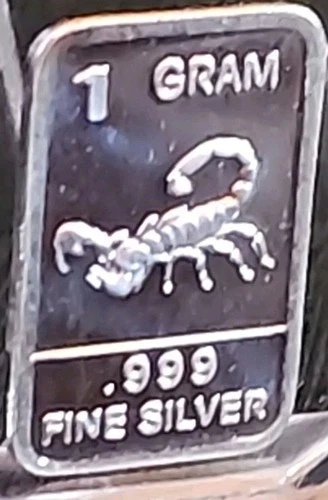 1 GRAM
.999
FINE SILVER